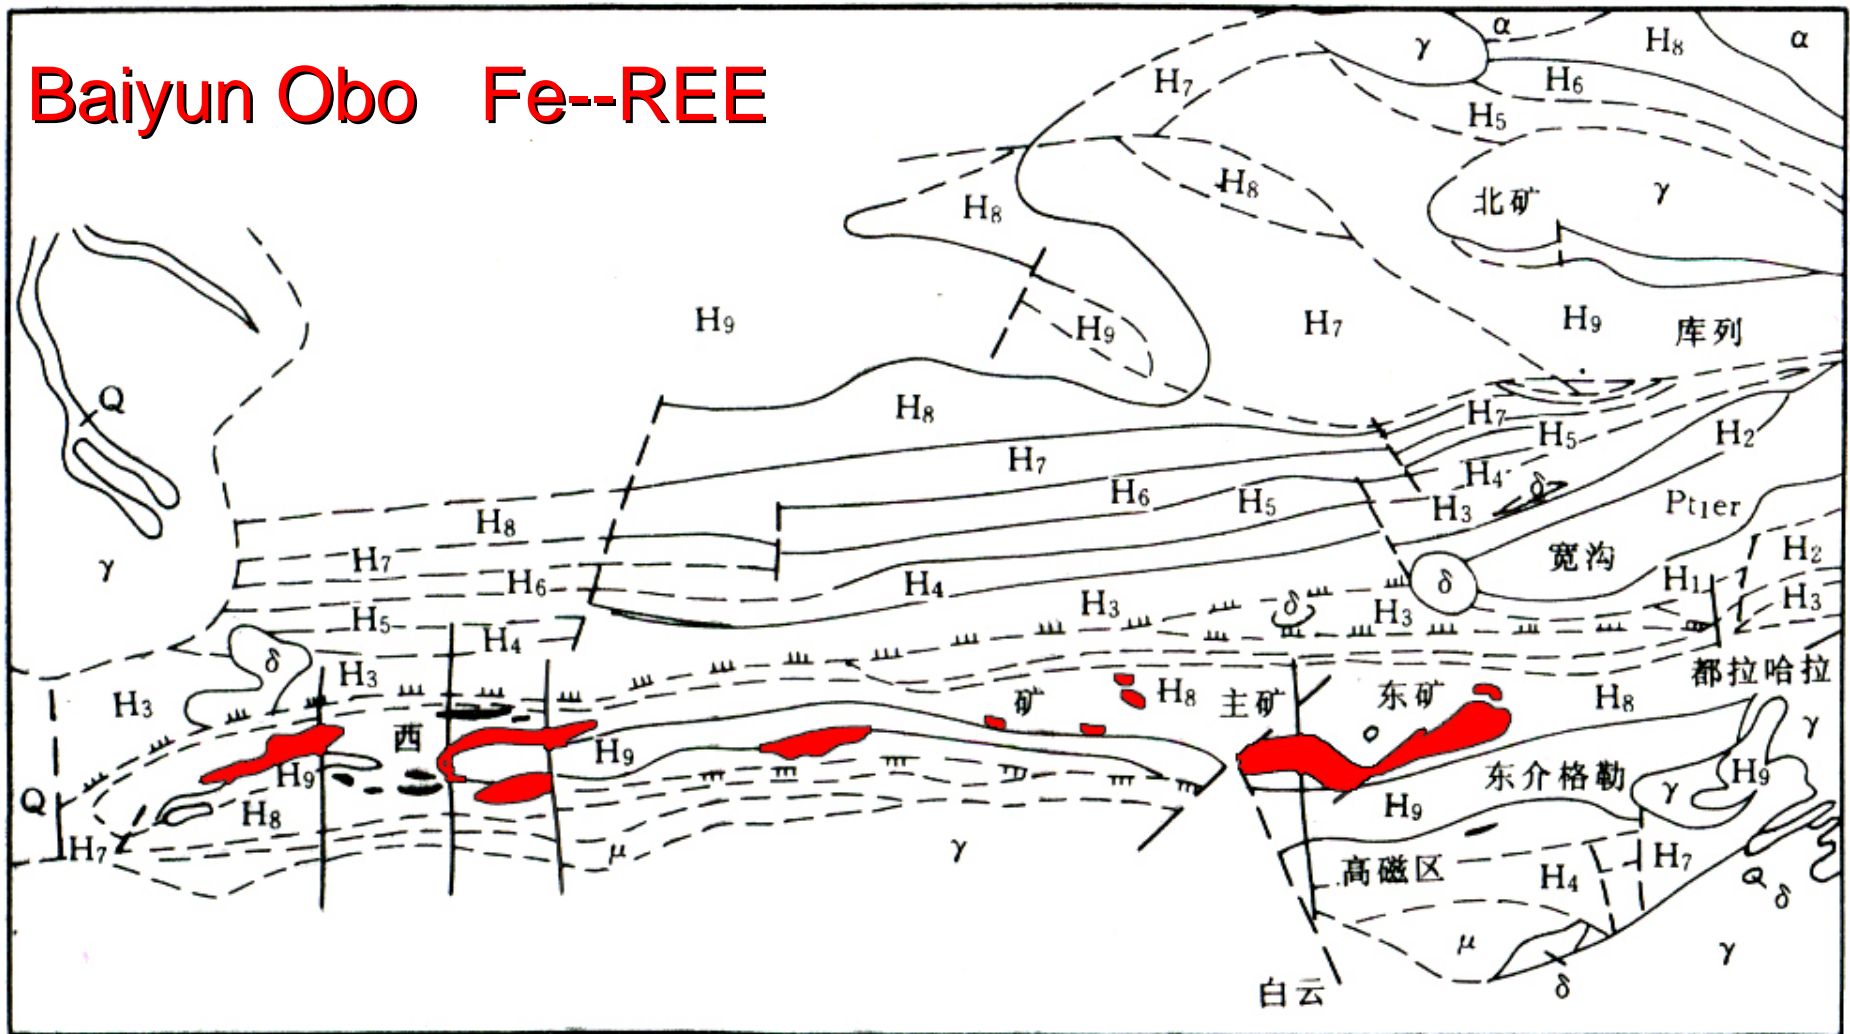 Baiyun Obo Fe--REE
γ
α
H₈
α
H₇
H₆
H₅
H₈
H₈
北矿
γ
H₉
H₉
H₇
H₉
库列
Q
H₈
H₇
H₅
H₂
H₇
H₄
δ
H₆
H₅
H₃
Pt₁er
H₈
γ
H₇
H₆
H₄
δ
宽沟
H₂
H₁
H₃
H₃
δ
H₃
H₅
H₄
δ
H₃
H₃
西
矿
H₈
主矿
东矿
H₈
都拉哈拉
γ
H₉
H₉
H₉
东介格勒
γ
H₉
Q
H₈
H₇
μ
γ
高磁区
H₄
H₇
Q
δ
μ
γ
δ
白云